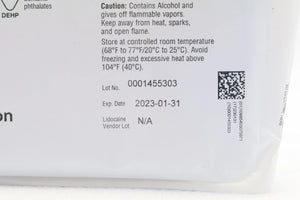 phthalates
DEHP
Caution: Contains Alcohol and
gives off flammable vapors.
Keep away from heat, sparks,
and open flame.
Store at controlled room temperature
(68°F to 77°F/20°C to 25°C). Avoid
freezing and excessive heat above
104°F (40°C).
Lot No. 0001455303
Exp. Date 2023-01-31
Lidocaine
Vendor Lot N/A
on